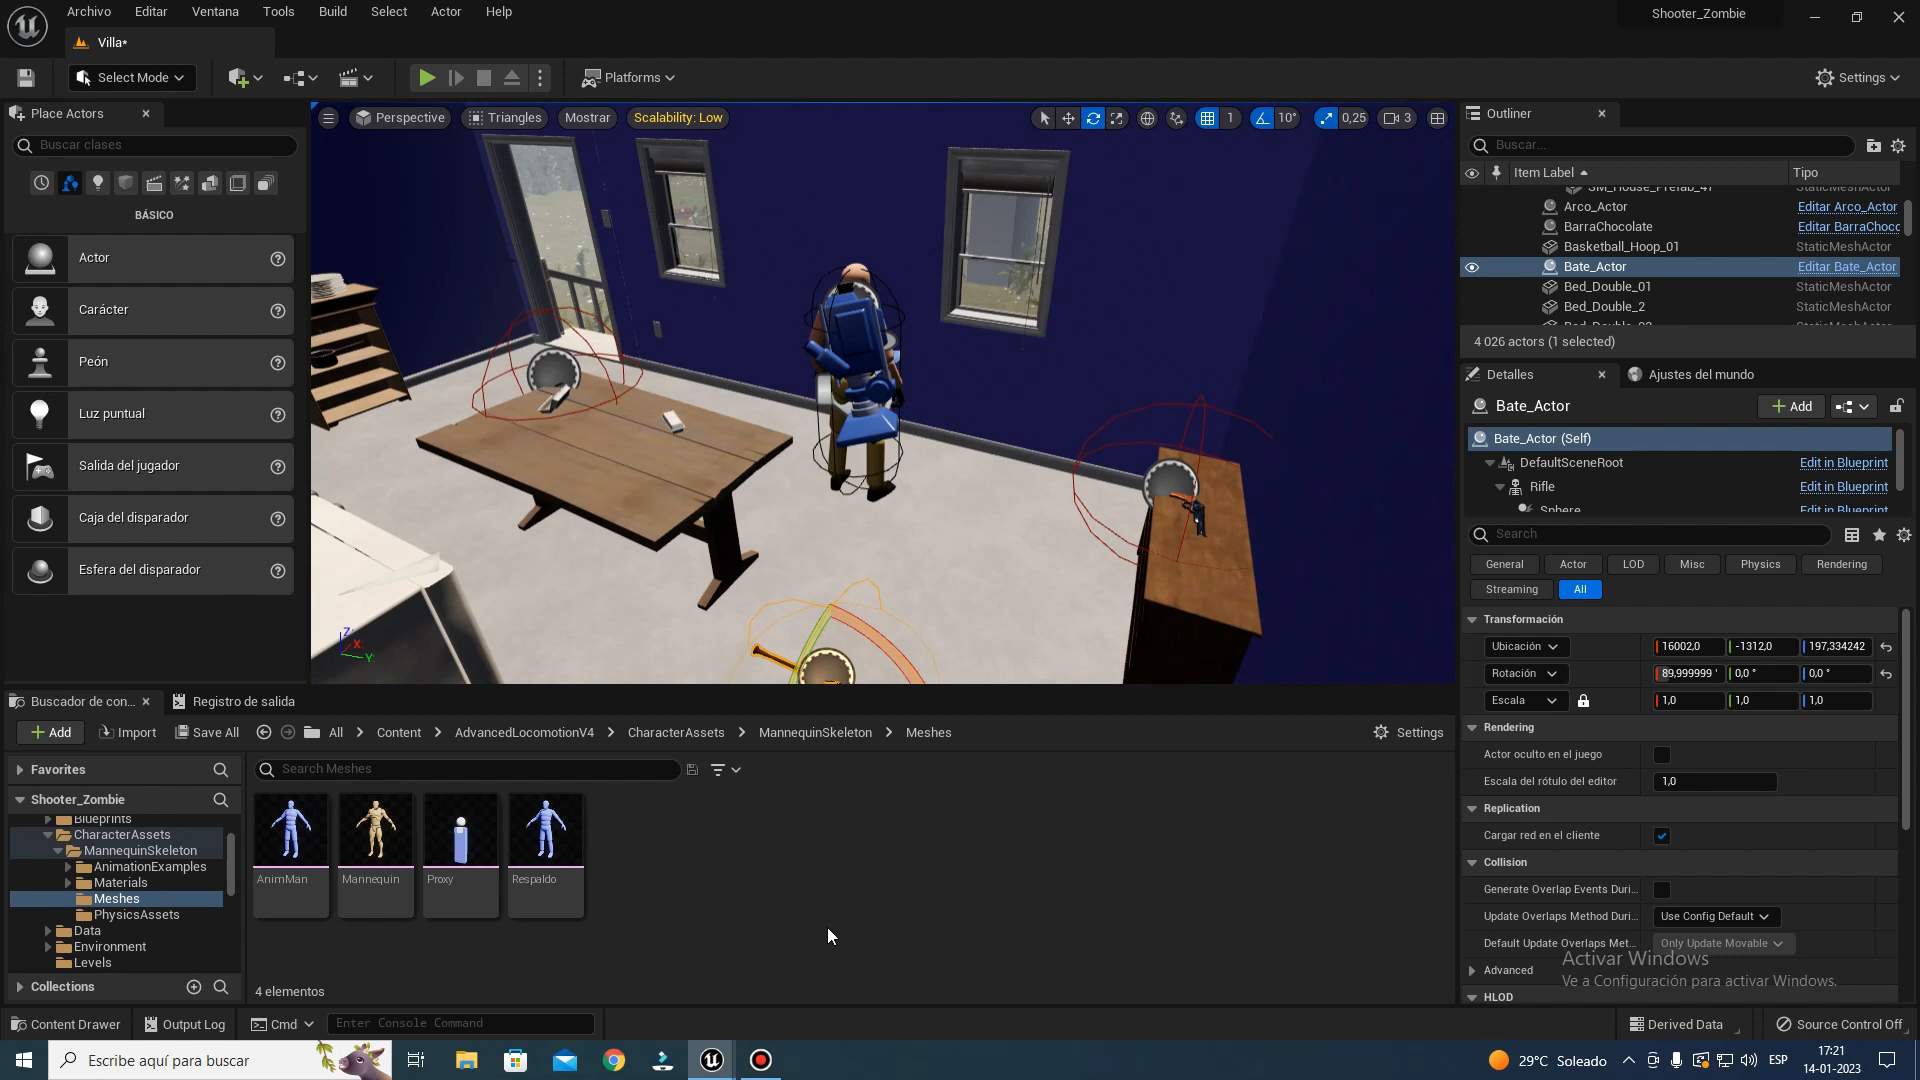 Archivo Editar Ventana Tools Build Select Actor Help
Shooter_Zombie
Villa*
Select Mode
Platforms
Settings
Place Actors
Buscar clases
BÁSICO
Actor
Carácter
Peón
Luz puntual
Salida del jugador
Caja del disparador
Esfera del disparador
Perspective Triangles Mostrar Scalability: Low
1 10° 0,25 3
Z X Y
Outliner
Buscar...
Item Label Tipo
SM_House_Prefab_47 StaticMeshActor
Arco_Actor Editar Arco_Actor
BarraChocolate Editar BarraChocc
Basketball_Hoop_01 StaticMeshActor
Bate_Actor Editar Bate_Actor
Bed_Double_01 StaticMeshActor
Bed_Double_2 StaticMeshActor
4 026 actors (1 selected)
Detalles Ajustes del mundo
Bate_Actor Add
Bate_Actor (Self)
DefaultSceneRoot Edit in Blueprint
Rifle Edit in Blueprint
Sphere Edit in Blueprint
Search
General Actor LOD Misc Physics Rendering
Streaming All
Transformación
Ubicación 16002,0 -1312,0 197,334242
Rotación 89,999999 ° 0,0 ° 0,0 °
Escala 1,0 1,0 1,0
Rendering
Actor oculto en el juego
Escala del rótulo del editor 1,0
Replication
Cargar red en el cliente
Collision
Generate Overlap Events Duri...
Update Overlaps Method Duri... Use Config Default
Default Update Overlaps Met... Only Update Movable
Advanced
HLOD
Activar Windows
Ve a Configuración para activar Windows.
Buscador de con... Registro de salida
Add Import Save All All Content AdvancedLocomotionV4 CharacterAssets MannequinSkeleton Meshes Settings
Favorites
Search Meshes
Shooter_Zombie
Blueprints
CharacterAssets
MannequinSkeleton
AnimationExamples
Materials
Meshes
PhysicsAssets
Data
Environment
Levels
Collections
AnimMan Mannequin Proxy Respaldo
4 elementos
Content Drawer Output Log Cmd Enter Console Command
Derived Data Source Control Off
Escribe aquí para buscar
29°C Soleado
ESP
17:21
14-01-2023